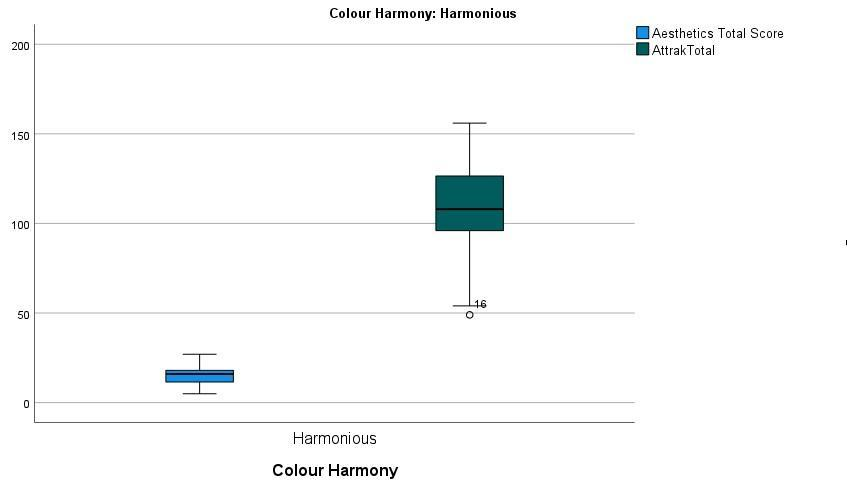 Colour Harmony: Harmonious
Aesthetics Total Score
AttrakTotal
200
150
100
50
0
16
Harmonious
Colour Harmony